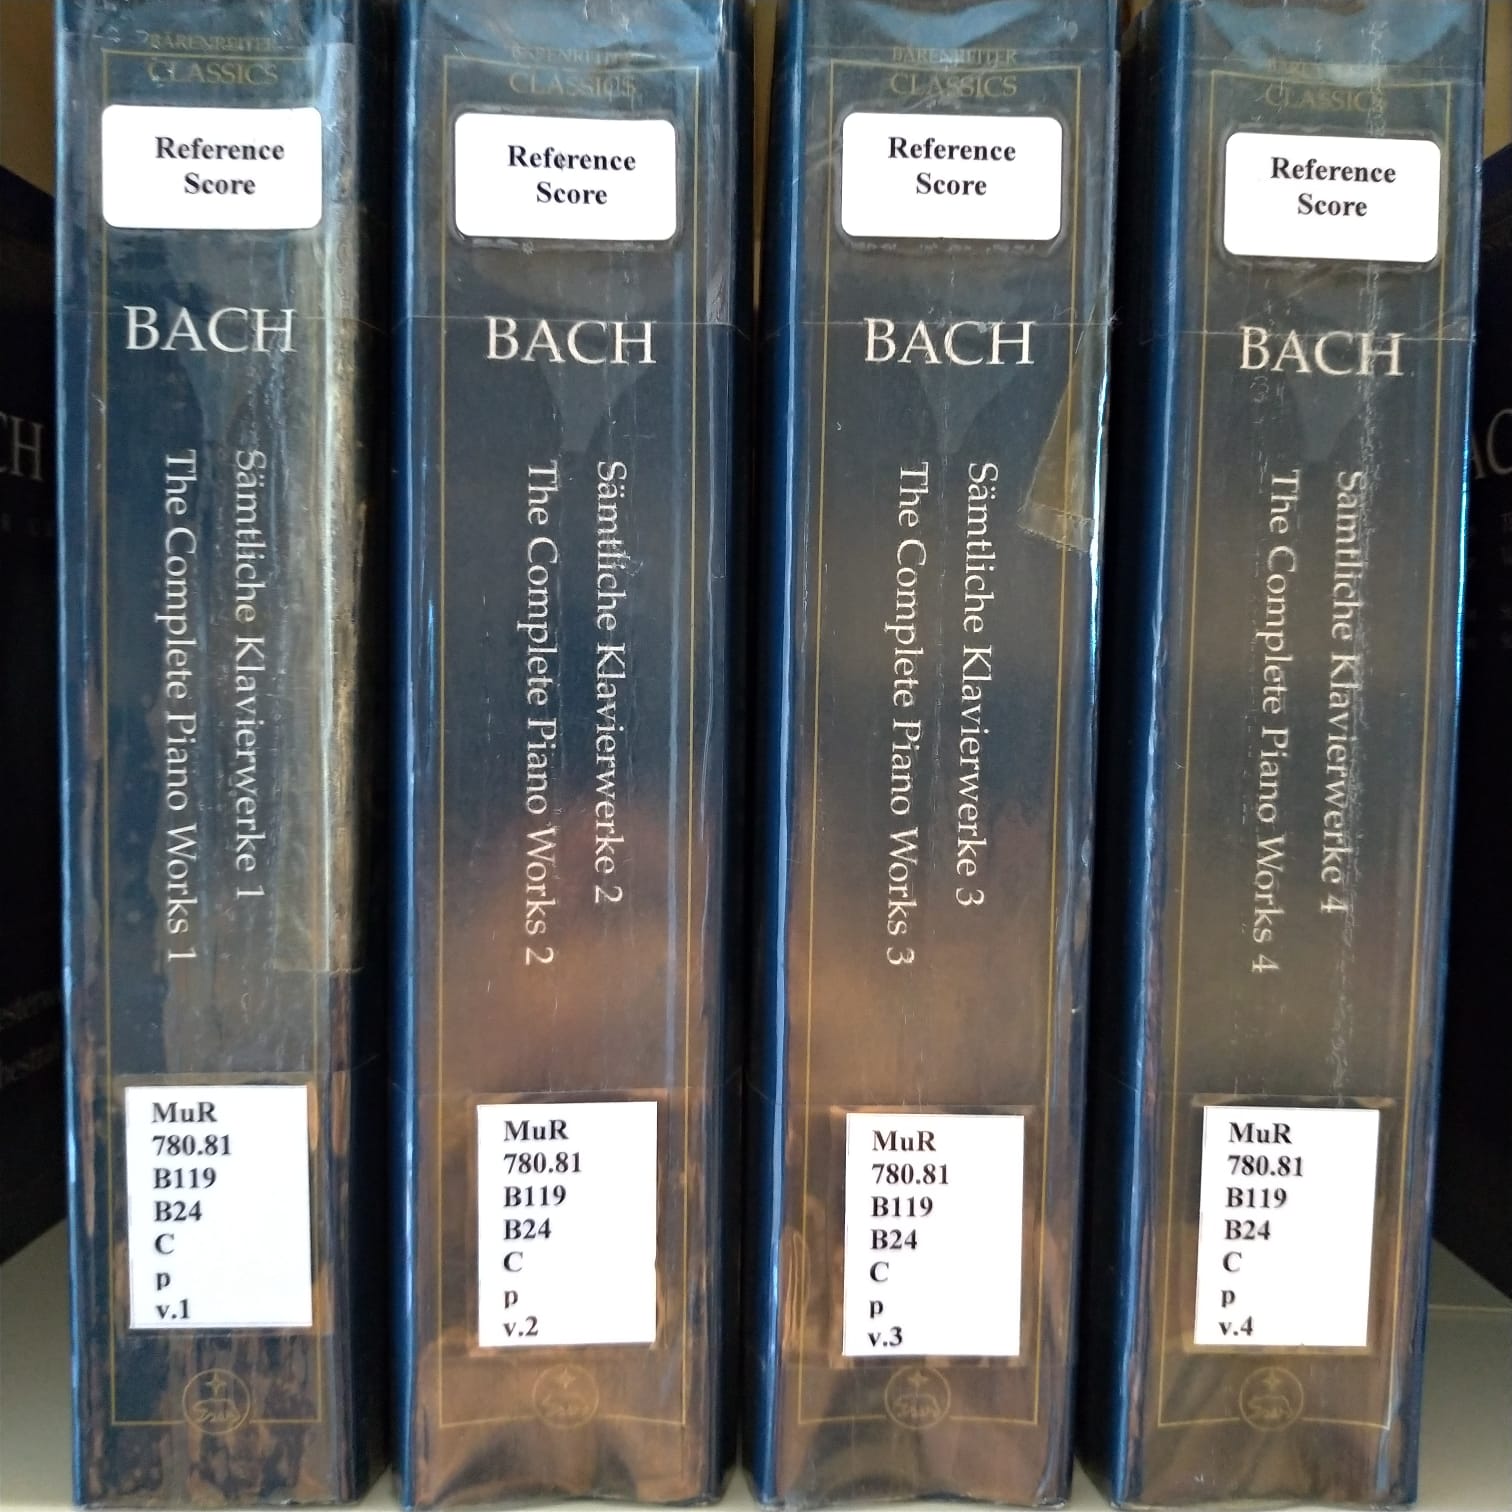 BÄRENREITER
CLASSICS
Reference
Score
BACH
Sämtliche Klavierwerke 1
The Complete Piano Works 1
MuR
780.81
B119
B24
C
p
v.1
BÄRENREITER
CLASSICS
Reference
Score
BACH
Sämtliche Klavierwerke 2
The Complete Piano Works 2
MuR
780.81
B119
B24
C
p
v.2
BÄRENREITER
CLASSICS
Reference
Score
BACH
Sämtliche Klavierwerke 3
The Complete Piano Works 3
MuR
780.81
B119
B24
C
p
v.3
CLASSICS
Reference
Score
BACH
Sämtliche Klavierwerke 4
The Complete Piano Works 4
MuR
780.81
B119
B24
C
p
v.4